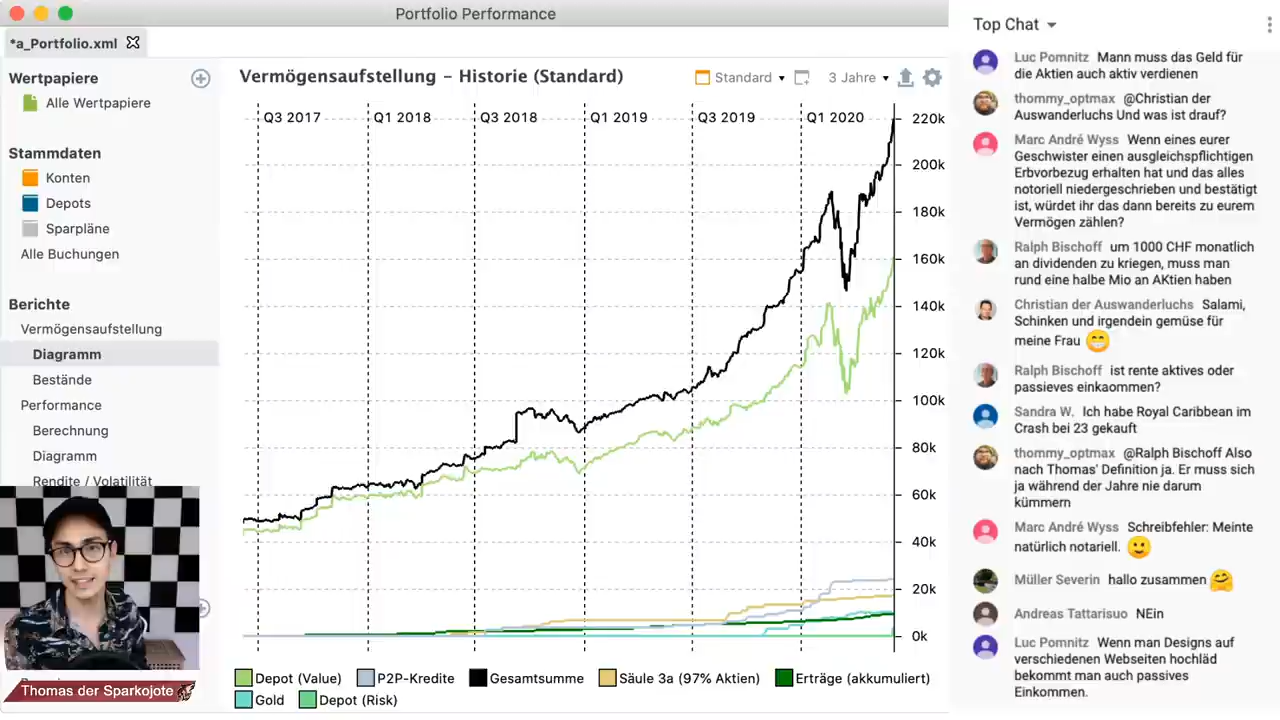 Portfolio Performance
*a_Portfolio.xml
Wertpapiere
Alle Wertpapiere
Stammdaten
Konten
Depots
Sparpläne
Alle Buchungen
Berichte
Vermögensaufstellung
Diagramm
Bestände
Performance
Berechnung
Diagramm
Rendite / Volatilität
Thomas der Sparkojote
Vermögensaufstellung – Historie (Standard)
Standard
3 Jahre
Q3 2017
Q1 2018
Q3 2018
Q1 2019
Q3 2019
Q1 2020
220k
200k
180k
160k
140k
120k
100k
80k
60k
40k
20k
0k
Depot (Value)
P2P-Kredite
Gesamtsumme
Säule 3a (97% Aktien)
Erträge (akkumuliert)
Gold
Depot (Risk)
Top Chat
Luc Pomnitz Mann muss das Geld für
die Aktien auch aktiv verdienen
thommy_optmax @Christian der
Auswanderluchs Und was ist drauf?
Marc André Wyss Wenn eines eurer
Geschwister einen ausgleichspflichtigen
Erbvorbezug erhalten hat und das alles
notoriell niedergeschrieben und bestätigt
ist, würdet ihr das dann bereits zu eurem
Vermögen zählen?
Ralph Bischoff um 1000 CHF monatlich
an dividenden zu kriegen, muss man
rund eine halbe Mio an AKtien haben
Christian der Auswanderluchs Salami,
Schinken und irgendein gemüse für
meine Frau 😁
Ralph Bischoff ist rente aktives oder
passieves einkaommen?
Sandra W. Ich habe Royal Caribbean im
Crash bei 23 gekauft
thommy_optmax @Ralph Bischoff Also
nach Thomas' Definition ja. Er muss sich
ja während der Jahre nie darum
kümmern
Marc André Wyss Schreibfehler: Meinte
natürlich notariell. 🙂
Müller Severin hallo zusammen 🤗
Andreas Tattarisuo NEin
Luc Pomnitz Wenn man Designs auf
verschiedenen Webseiten hochläd
bekommt man auch passives
Einkommen.